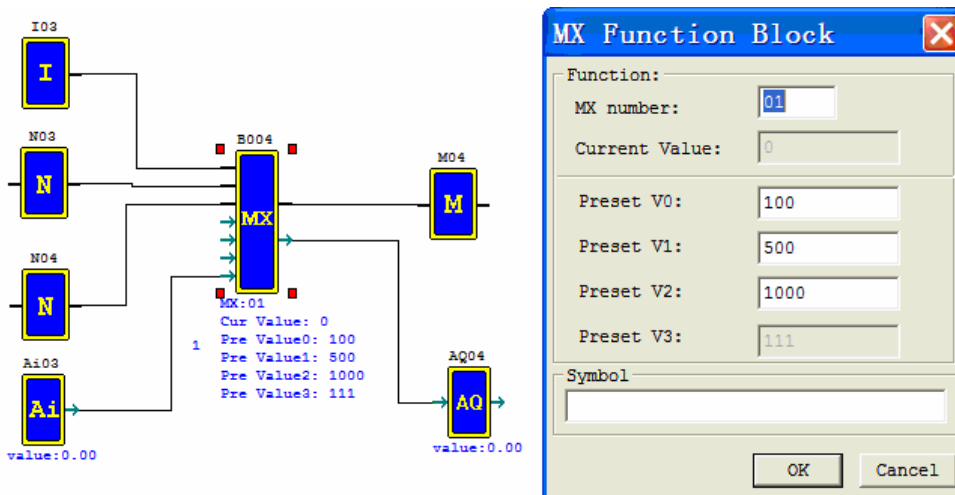 I03
I
N03
N
N04
N
Ai03
Ai
value:0.00
B004
MX
MX:01
Cur Value: 0
1
Pre Value0: 100
Pre Value1: 500
Pre Value2: 1000
Pre Value3: 111
M04
M
AQ04
AQ
value:0.00
MX Function Block
Function:
MX number: 01
Current Value: 0
Preset V0: 100
Preset V1: 500
Preset V2: 1000
Preset V3: 111
Symbol
OK Cancel